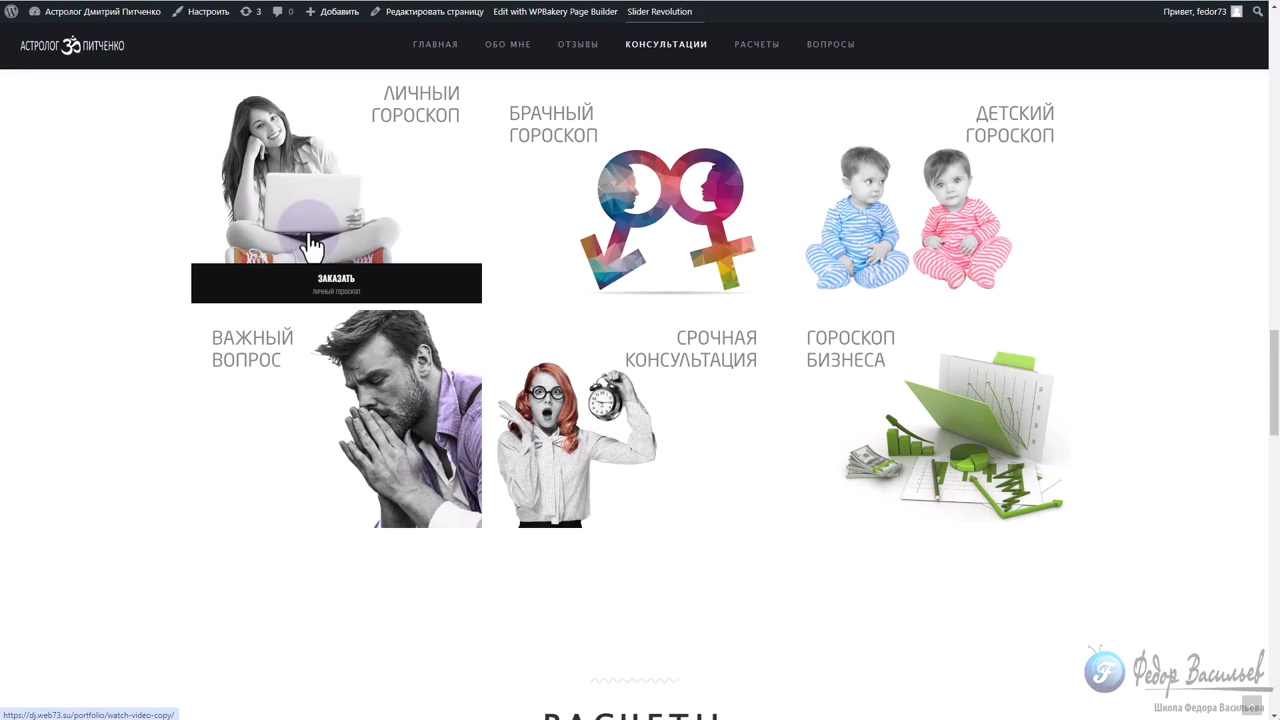 Астролог Дмитрий Питченко Настроить 3 0 Добавить Редактировать страницу Edit with WPBakery Page Builder Slider Revolution Привет, fedor73
АСТРОЛОГ ПИТЧЕНКО ГЛАВНАЯ ОБО МНЕ ОТЗЫВЫ КОНСУЛЬТАЦИИ РАСЧЕТЫ ВОПРОСЫ
ЛИЧНЫЙ
ГОРОСКОП
БРАЧНЫЙ
ГОРОСКОП
ДЕТСКИЙ
ГОРОСКОП
ЗАКАЗАТЬ
ЛИЧНЫЙ ГОРОСКОП
ВАЖНЫЙ
ВОПРОС
СРОЧНАЯ
КОНСУЛЬТАЦИЯ
ГОРОСКОП
БИЗНЕСА
РАСЧЕТЫ
Федор Васильев
Школа Федора Васильева
https://dj.web73.su/portfolio/watch-video-copy/